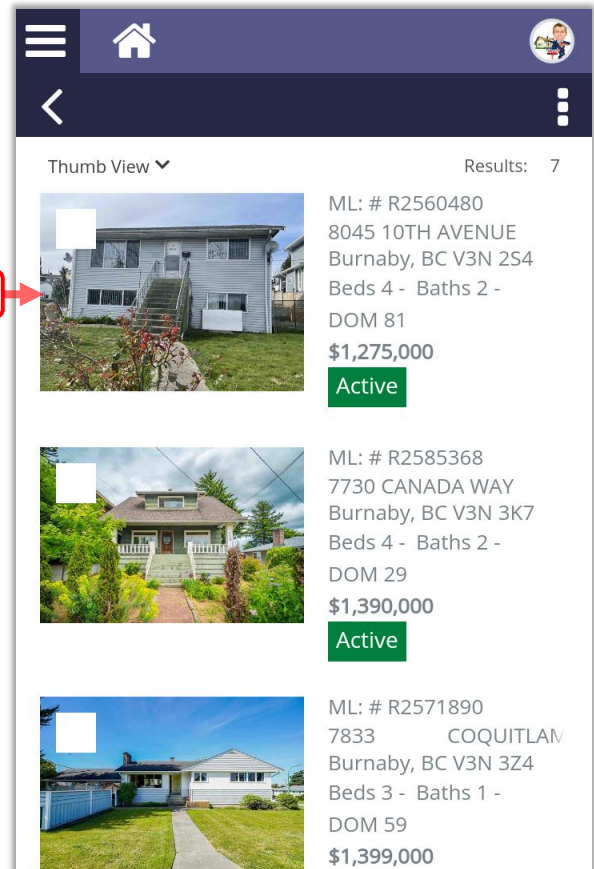 Thumb View
Results: 7
ML: # R2560480
8045 10TH AVENUE
Burnaby, BC V3N 2S4
Beds 4 - Baths 2 -
DOM 81
$1,275,000
Active
ML: # R2585368
7730 CANADA WAY
Burnaby, BC V3N 3K7
Beds 4 - Baths 2 -
DOM 29
$1,390,000
Active
ML: # R2571890
7833 COQUITLAM
Burnaby, BC V3N 3Z4
Beds 3 - Baths 1 -
DOM 59
$1,399,000